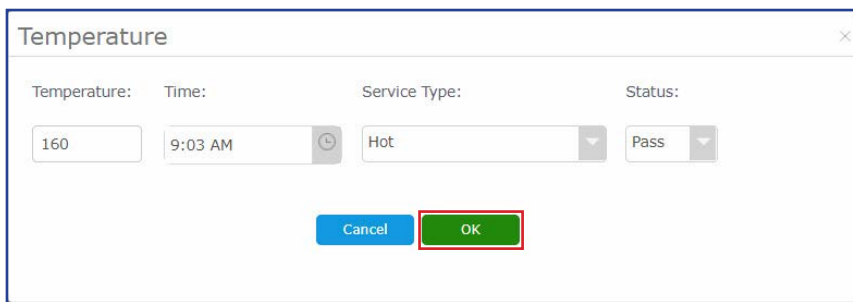 Temperature
Temperature: Time: Service Type: Status:
160 9:03 AM Hot Pass
Cancel OK